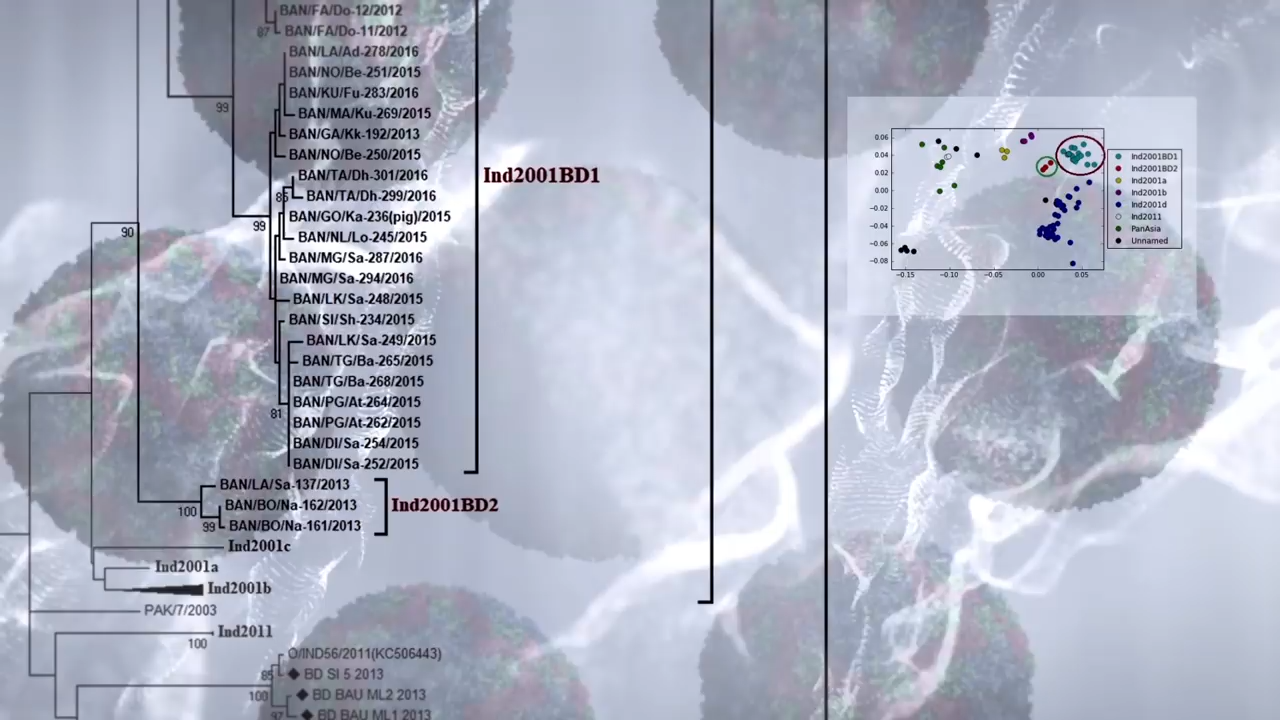 BAN/FA/Do-12/2012
87
BAN/FA/Do-11/2012
BAN/LA/Ad-278/2016
BAN/NO/Be-251/2015
BAN/KU/Fu-283/2016
99
BAN/MA/Ku-269/2015
BAN/GA/Kk-192/2013
BAN/NO/Be-250/2015
BAN/TA/Dh-301/2016
Ind2001BD1
BAN/TA/Dh-299/2016
BAN/GO/Ka-236(pig)/2015
99
90
BAN/NL/Lo-245/2015
BAN/MG/Sa-287/2016
BAN/MG/Sa-294/2016
BAN/LK/Sa-248/2015
BAN/SI/Sh-234/2015
BAN/LK/Sa-249/2015
BAN/TG/Ba-265/2015
BAN/TG/Ba-268/2015
BAN/PG/At-264/2015
81
BAN/PG/At-262/2015
BAN/DI/Sa-254/2015
BAN/DI/Sa-252/2015
BAN/LA/Sa-137/2013
100
BAN/BO/Na-162/2013
Ind2001BD2
99
BAN/BO/Na-161/2013
Ind2001c
Ind2001a
Ind2001b
PAK/7/2003
Ind2011
100
O/IND56/2011(KC506443)
85
BD SI 5 2013
100
BD BAU ML2 2013
97
BD BAU ML1 2013
0.06
0.04
0.02
0.00
−0.02
−0.04
−0.06
−0.08
−0.15 −0.10 −0.05 0.00 0.05
Ind2001BD1
Ind2001BD2
Ind2001a
Ind2001b
Ind2001d
Ind2011
PanAsia
Unnamed